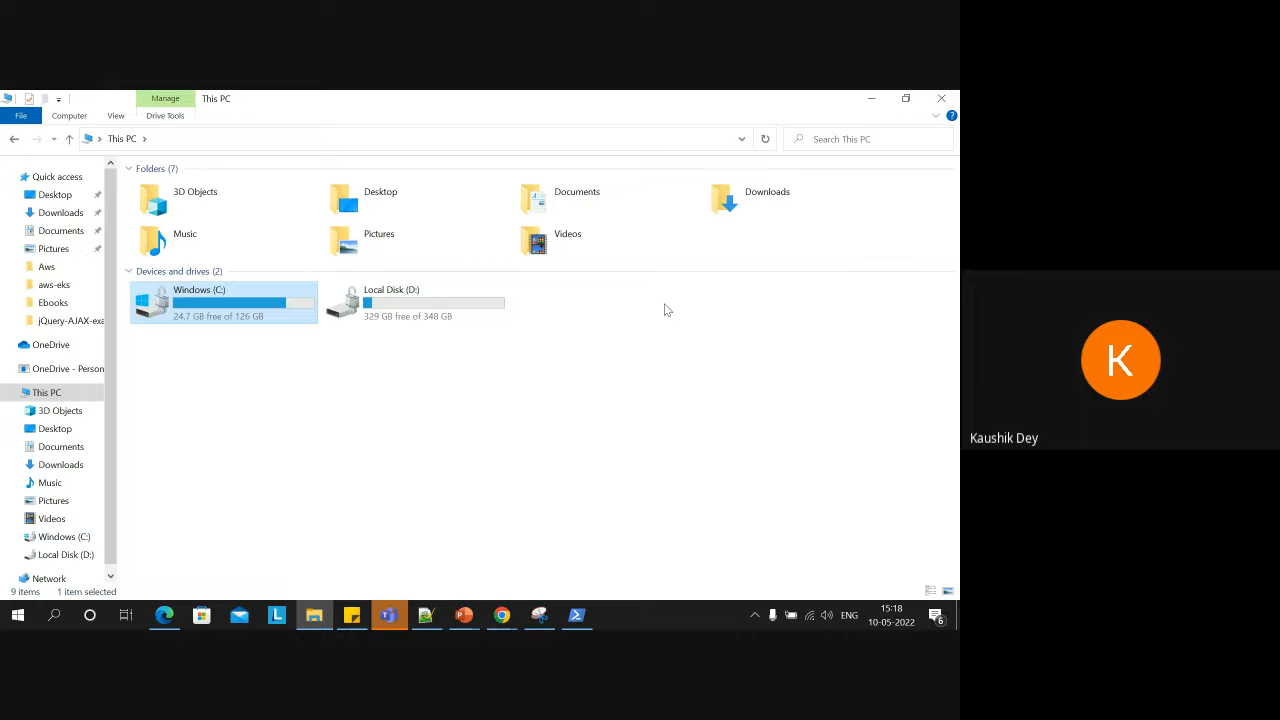 Manage
This PC
File
Computer
View
Drive Tools
This PC
Search This PC
Quick access
Desktop
Downloads
Documents
Pictures
Aws
aws-eks
Ebooks
jQuery-AJAX-exa
OneDrive
OneDrive - Person
This PC
3D Objects
Desktop
Documents
Downloads
Music
Pictures
Videos
Windows (C:)
Local Disk (D:)
Network
Folders (7)
3D Objects
Desktop
Documents
Downloads
Music
Pictures
Videos
Devices and drives (2)
Windows (C:)
24.7 GB free of 126 GB
Local Disk (D:)
329 GB free of 348 GB
9 items
1 item selected
ENG
15:18
10-05-2022
6
K
Kaushik Dey